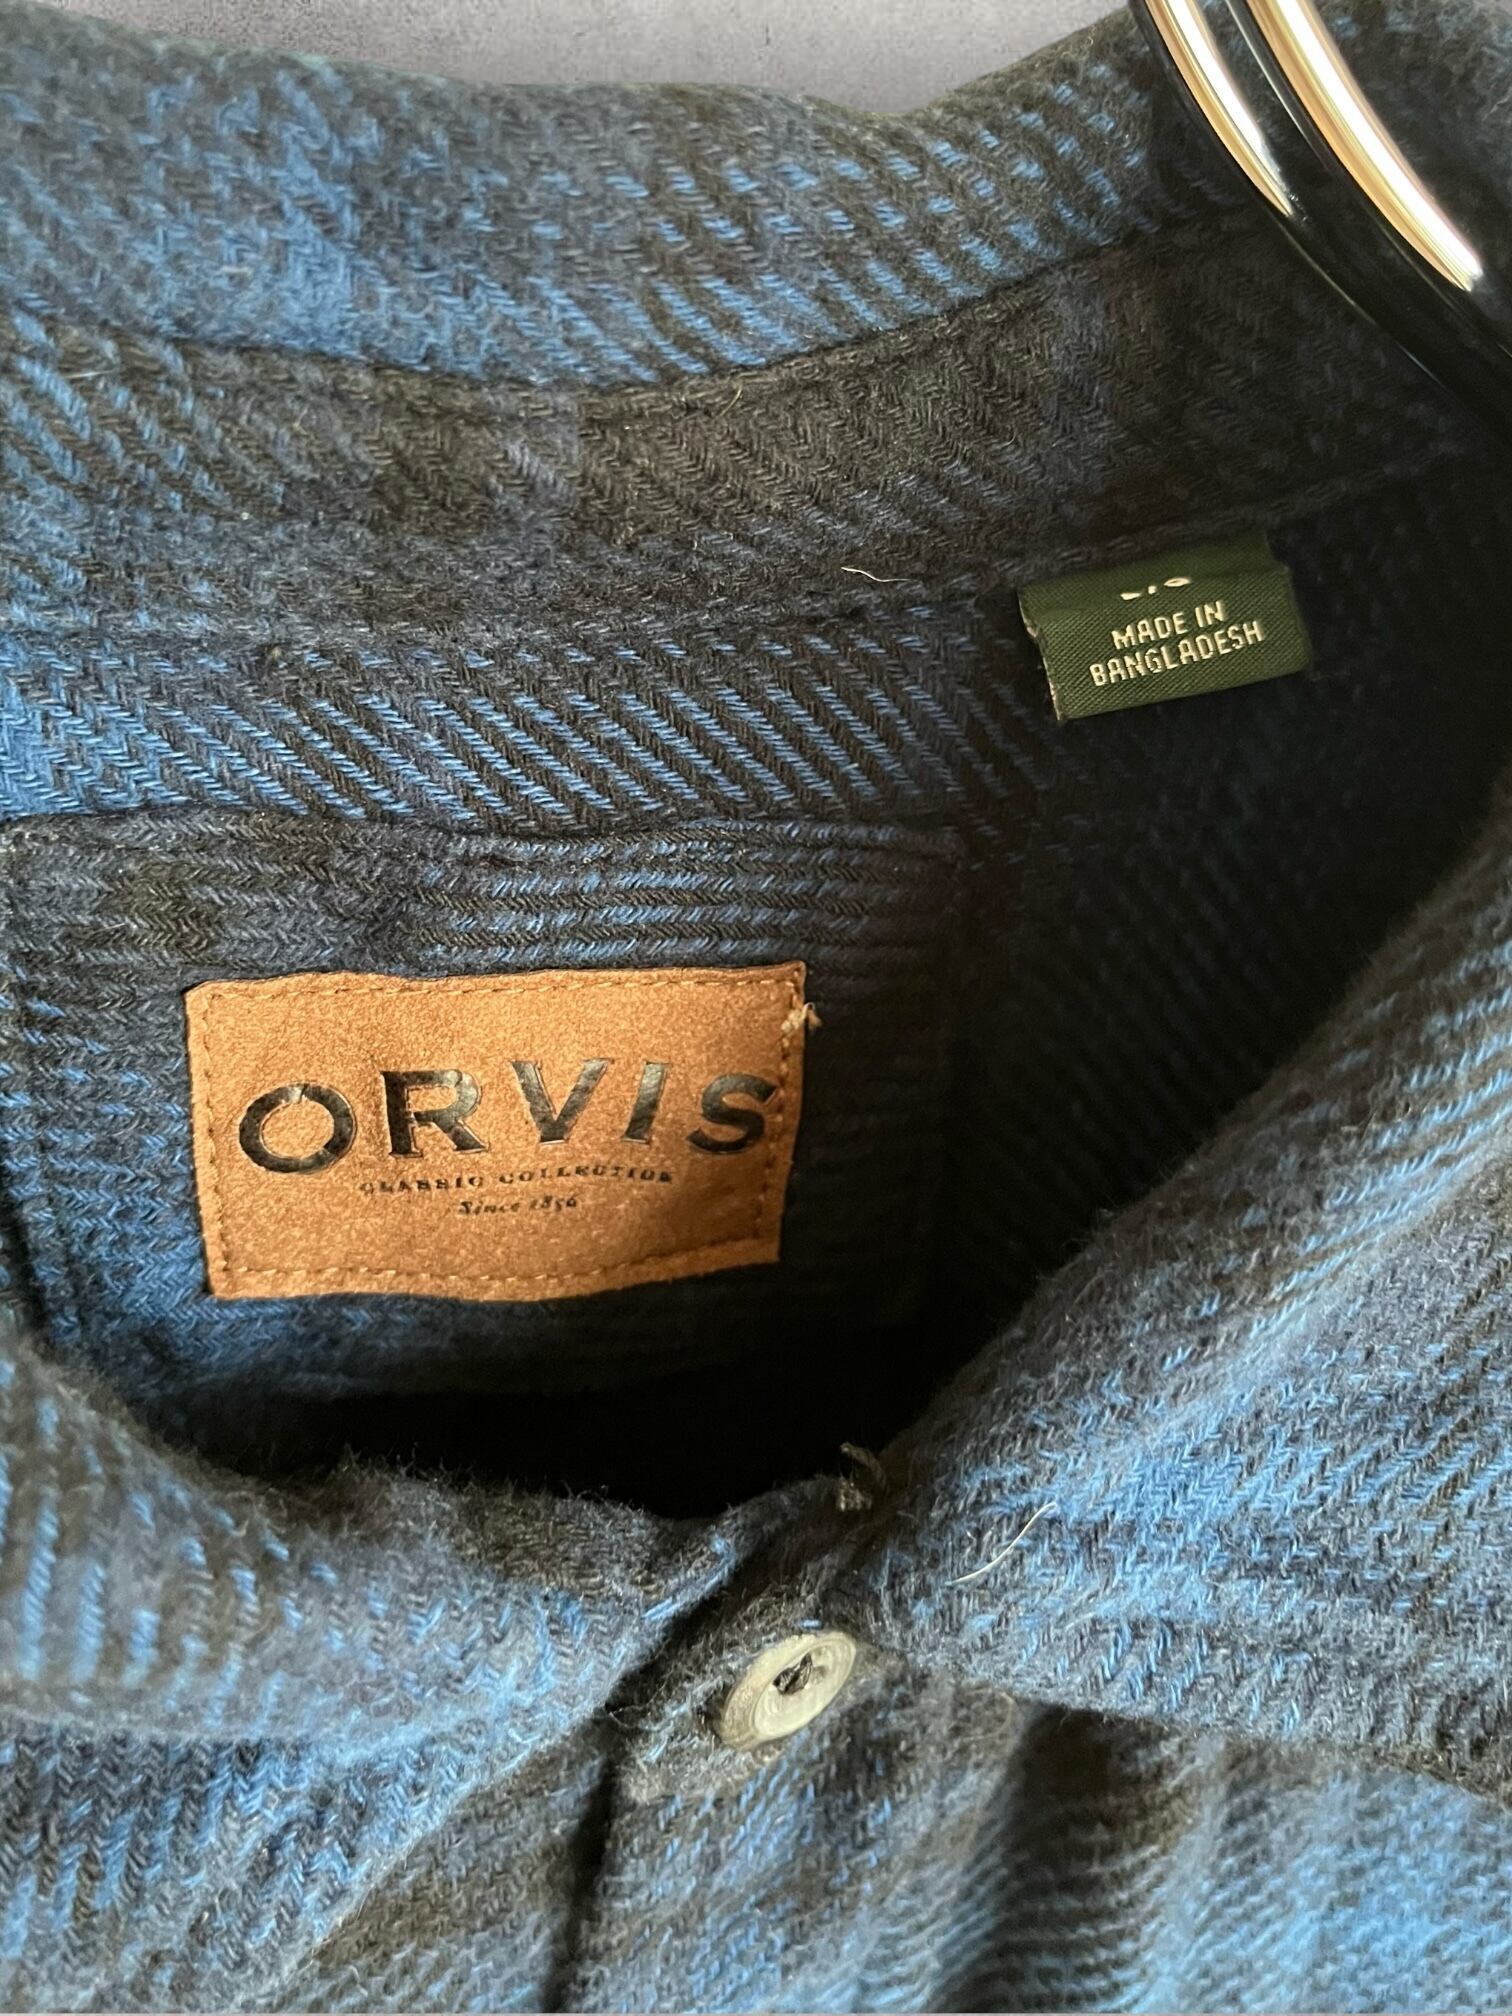 MADE IN
BANGLADESH
ORVIS
CLASSIC COLLECTION
Since 1856